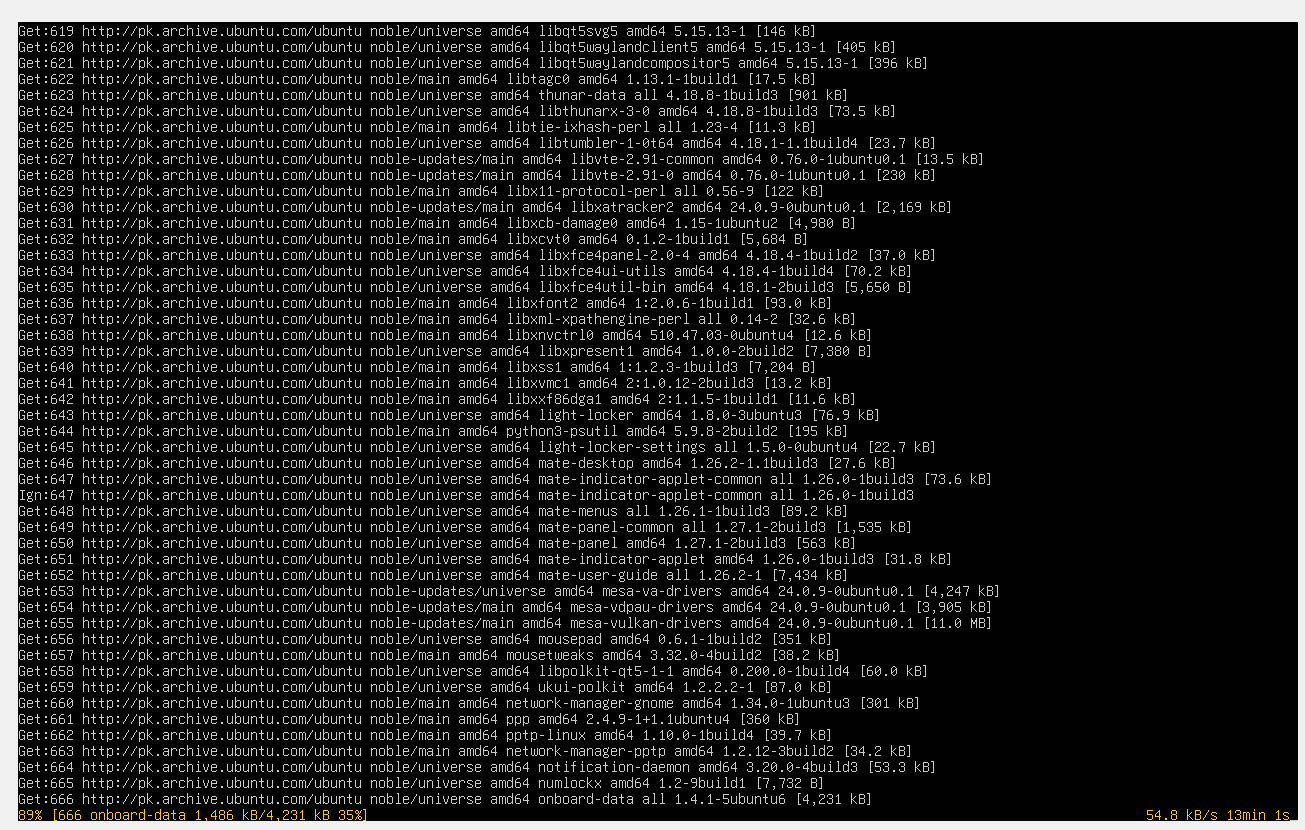 Get:619 http://pk.archive.ubuntu.com/ubuntu noble/universe amd64 libqt5svg5 amd64 5.15.13-1 [146 kB]
Get:620 http://pk.archive.ubuntu.com/ubuntu noble/universe amd64 libqt5waylandclient5 amd64 5.15.13-1 [405 kB]
Get:621 http://pk.archive.ubuntu.com/ubuntu noble/universe amd64 libqt5waylandcompositor5 amd64 5.15.13-1 [396 kB]
Get:622 http://pk.archive.ubuntu.com/ubuntu noble/main amd64 libtagc0 amd64 1.13.1-1build1 [17.5 kB]
Get:623 http://pk.archive.ubuntu.com/ubuntu noble/universe amd64 thunar-data all 4.18.8-1build3 [901 kB]
Get:624 http://pk.archive.ubuntu.com/ubuntu noble/universe amd64 libthunarx-3-0 amd64 4.18.8-1build3 [73.5 kB]
Get:625 http://pk.archive.ubuntu.com/ubuntu noble/main amd64 libtie-ixhash-perl all 1.23-4 [11.3 kB]
Get:626 http://pk.archive.ubuntu.com/ubuntu noble/universe amd64 libtumbler-1-0t64 amd64 4.18.1-1.1build4 [23.7 kB]
Get:627 http://pk.archive.ubuntu.com/ubuntu noble-updates/main amd64 libvte-2.91-common amd64 0.76.0-1ubuntu0.1 [13.5 kB]
Get:628 http://pk.archive.ubuntu.com/ubuntu noble-updates/main amd64 libvte-2.91-0 amd64 0.76.0-1ubuntu0.1 [230 kB]
Get:629 http://pk.archive.ubuntu.com/ubuntu noble/main amd64 libx11-protocol-perl all 0.56-9 [122 kB]
Get:630 http://pk.archive.ubuntu.com/ubuntu noble-updates/main amd64 libxatracker2 amd64 24.0.9-0ubuntu0.1 [2,169 kB]
Get:631 http://pk.archive.ubuntu.com/ubuntu noble/main amd64 libxcb-damage0 amd64 1.15-1ubuntu2 [4,980 B]
Get:632 http://pk.archive.ubuntu.com/ubuntu noble/main amd64 libxcvt0 amd64 0.1.2-1build1 [5,684 B]
Get:633 http://pk.archive.ubuntu.com/ubuntu noble/universe amd64 libxfce4panel-2.0-4 amd64 4.18.4-1build2 [37.0 kB]
Get:634 http://pk.archive.ubuntu.com/ubuntu noble/universe amd64 libxfce4ui-utils amd64 4.18.4-1build4 [70.2 kB]
Get:635 http://pk.archive.ubuntu.com/ubuntu noble/universe amd64 libxfce4util-bin amd64 4.18.1-2build3 [5,650 B]
Get:636 http://pk.archive.ubuntu.com/ubuntu noble/main amd64 libxfont2 amd64 1:2.0.6-1build1 [93.0 kB]
Get:637 http://pk.archive.ubuntu.com/ubuntu noble/main amd64 libxml-xpathengine-perl all 0.14-2 [32.6 kB]
Get:638 http://pk.archive.ubuntu.com/ubuntu noble/main amd64 libxnvctrl0 amd64 510.47.03-0ubuntu4 [12.6 kB]
Get:639 http://pk.archive.ubuntu.com/ubuntu noble/universe amd64 libxpresent1 amd64 1.0.0-2build2 [7,380 B]
Get:640 http://pk.archive.ubuntu.com/ubuntu noble/main amd64 libxss1 amd64 1:1.2.3-1build3 [7,204 B]
Get:641 http://pk.archive.ubuntu.com/ubuntu noble/main amd64 libxvmc1 amd64 2:1.0.12-2build3 [13.2 kB]
Get:642 http://pk.archive.ubuntu.com/ubuntu noble/main amd64 libxxf86dga1 amd64 2:1.1.5-1build1 [11.6 kB]
Get:643 http://pk.archive.ubuntu.com/ubuntu noble/universe amd64 light-locker amd64 1.8.0-3ubuntu3 [76.9 kB]
Get:644 http://pk.archive.ubuntu.com/ubuntu noble/main amd64 python3-psutil amd64 5.9.8-2build2 [195 kB]
Get:645 http://pk.archive.ubuntu.com/ubuntu noble/universe amd64 light-locker-settings all 1.5.0-0ubuntu4 [22.7 kB]
Get:646 http://pk.archive.ubuntu.com/ubuntu noble/universe amd64 mate-desktop amd64 1.26.2-1.1build3 [27.6 kB]
Get:647 http://pk.archive.ubuntu.com/ubuntu noble/universe amd64 mate-indicator-applet-common all 1.26.0-1build3 [73.6 kB]
Ign:647 http://pk.archive.ubuntu.com/ubuntu noble/universe amd64 mate-indicator-applet-common all 1.26.0-1build3
Get:648 http://pk.archive.ubuntu.com/ubuntu noble/universe amd64 mate-menus all 1.26.1-1build3 [89.2 kB]
Get:649 http://pk.archive.ubuntu.com/ubuntu noble/universe amd64 mate-panel-common all 1.27.1-2build3 [1,535 kB]
Get:650 http://pk.archive.ubuntu.com/ubuntu noble/universe amd64 mate-panel amd64 1.27.1-2build3 [563 kB]
Get:651 http://pk.archive.ubuntu.com/ubuntu noble/universe amd64 mate-indicator-applet amd64 1.26.0-1build3 [31.8 kB]
Get:652 http://pk.archive.ubuntu.com/ubuntu noble/universe amd64 mate-user-guide all 1.26.2-1 [7,434 kB]
Get:653 http://pk.archive.ubuntu.com/ubuntu noble-updates/universe amd64 mesa-va-drivers amd64 24.0.9-0ubuntu0.1 [4,247 kB]
Get:654 http://pk.archive.ubuntu.com/ubuntu noble-updates/main amd64 mesa-vdpau-drivers amd64 24.0.9-0ubuntu0.1 [3,905 kB]
Get:655 http://pk.archive.ubuntu.com/ubuntu noble-updates/main amd64 mesa-vulkan-drivers amd64 24.0.9-0ubuntu0.1 [11.0 MB]
Get:656 http://pk.archive.ubuntu.com/ubuntu noble/universe amd64 mousepad amd64 0.6.1-1build2 [351 kB]
Get:657 http://pk.archive.ubuntu.com/ubuntu noble/main amd64 mousetweaks amd64 3.32.0-4build2 [38.2 kB]
Get:658 http://pk.archive.ubuntu.com/ubuntu noble/universe amd64 libpolkit-qt5-1-1 amd64 0.200.0-1build4 [60.0 kB]
Get:659 http://pk.archive.ubuntu.com/ubuntu noble/universe amd64 ukui-polkit amd64 1.2.2.2-1 [87.0 kB]
Get:660 http://pk.archive.ubuntu.com/ubuntu noble/main amd64 network-manager-gnome amd64 1.34.0-1ubuntu3 [301 kB]
Get:661 http://pk.archive.ubuntu.com/ubuntu noble/main amd64 ppp amd64 2.4.9-1+1.1ubuntu4 [360 kB]
Get:662 http://pk.archive.ubuntu.com/ubuntu noble/main amd64 pptp-linux amd64 1.10.0-1build4 [39.7 kB]
Get:663 http://pk.archive.ubuntu.com/ubuntu noble/main amd64 network-manager-pptp amd64 1.2.12-3build2 [34.2 kB]
Get:664 http://pk.archive.ubuntu.com/ubuntu noble/universe amd64 notification-daemon amd64 3.20.0-4build3 [53.3 kB]
Get:665 http://pk.archive.ubuntu.com/ubuntu noble/universe amd64 numlockx amd64 1.2-9build1 [7,732 B]
Get:666 http://pk.archive.ubuntu.com/ubuntu noble/universe amd64 onboard-data all 1.4.1-5ubuntu6 [4,231 kB]
89% [666 onboard-data 1,486 kB/4,231 kB 35%] 54.8 kB/s 13min 1s